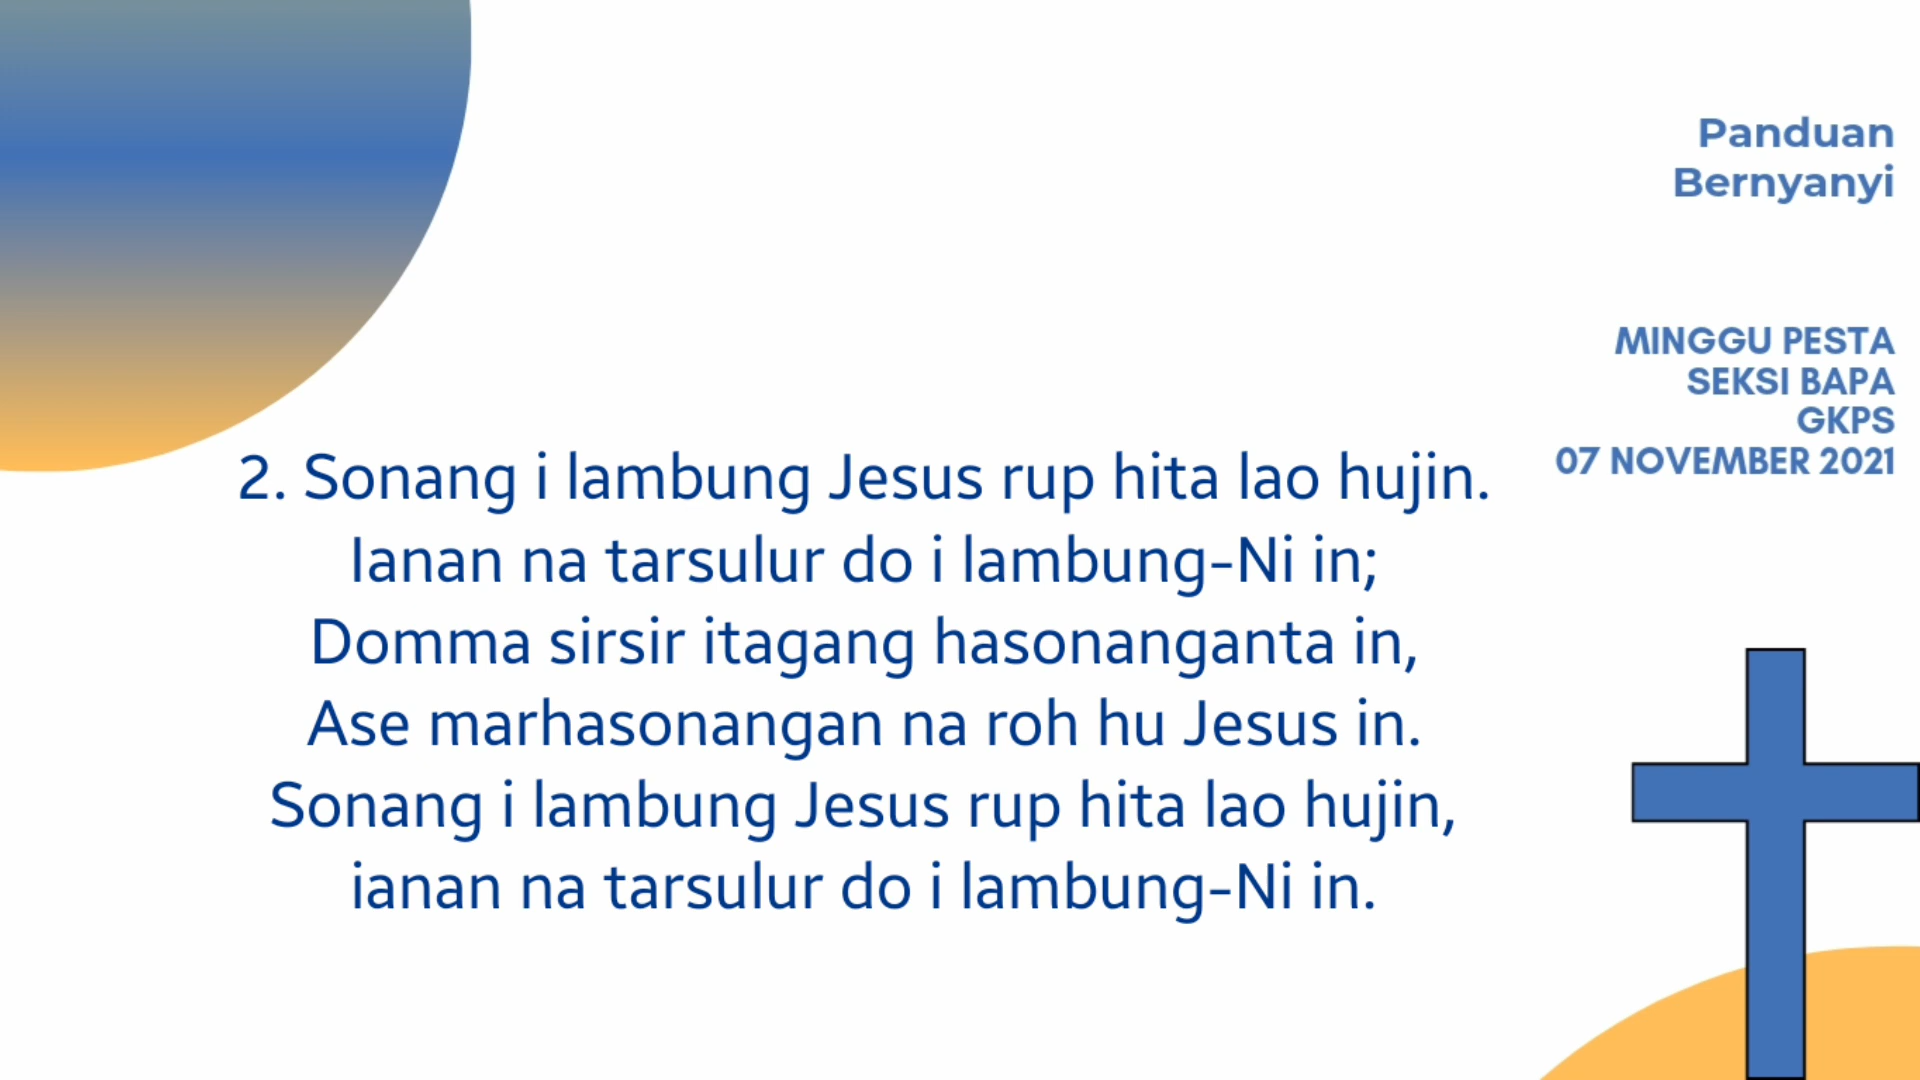 Panduan
Bernyanyi
MINGGU PESTA
SEKSI BAPA
GKPS
07 NOVEMBER 2021
2. Sonang i lambung Jesus rup hita lao hujin.
Ianan na tarsulur do i lambung-Ni in;
Domma sirsir itagang hasonanganta in,
Ase marhasonangan na roh hu Jesus in.
Sonang i lambung Jesus rup hita lao hujin,
ianan na tarsulur do i lambung-Ni in.